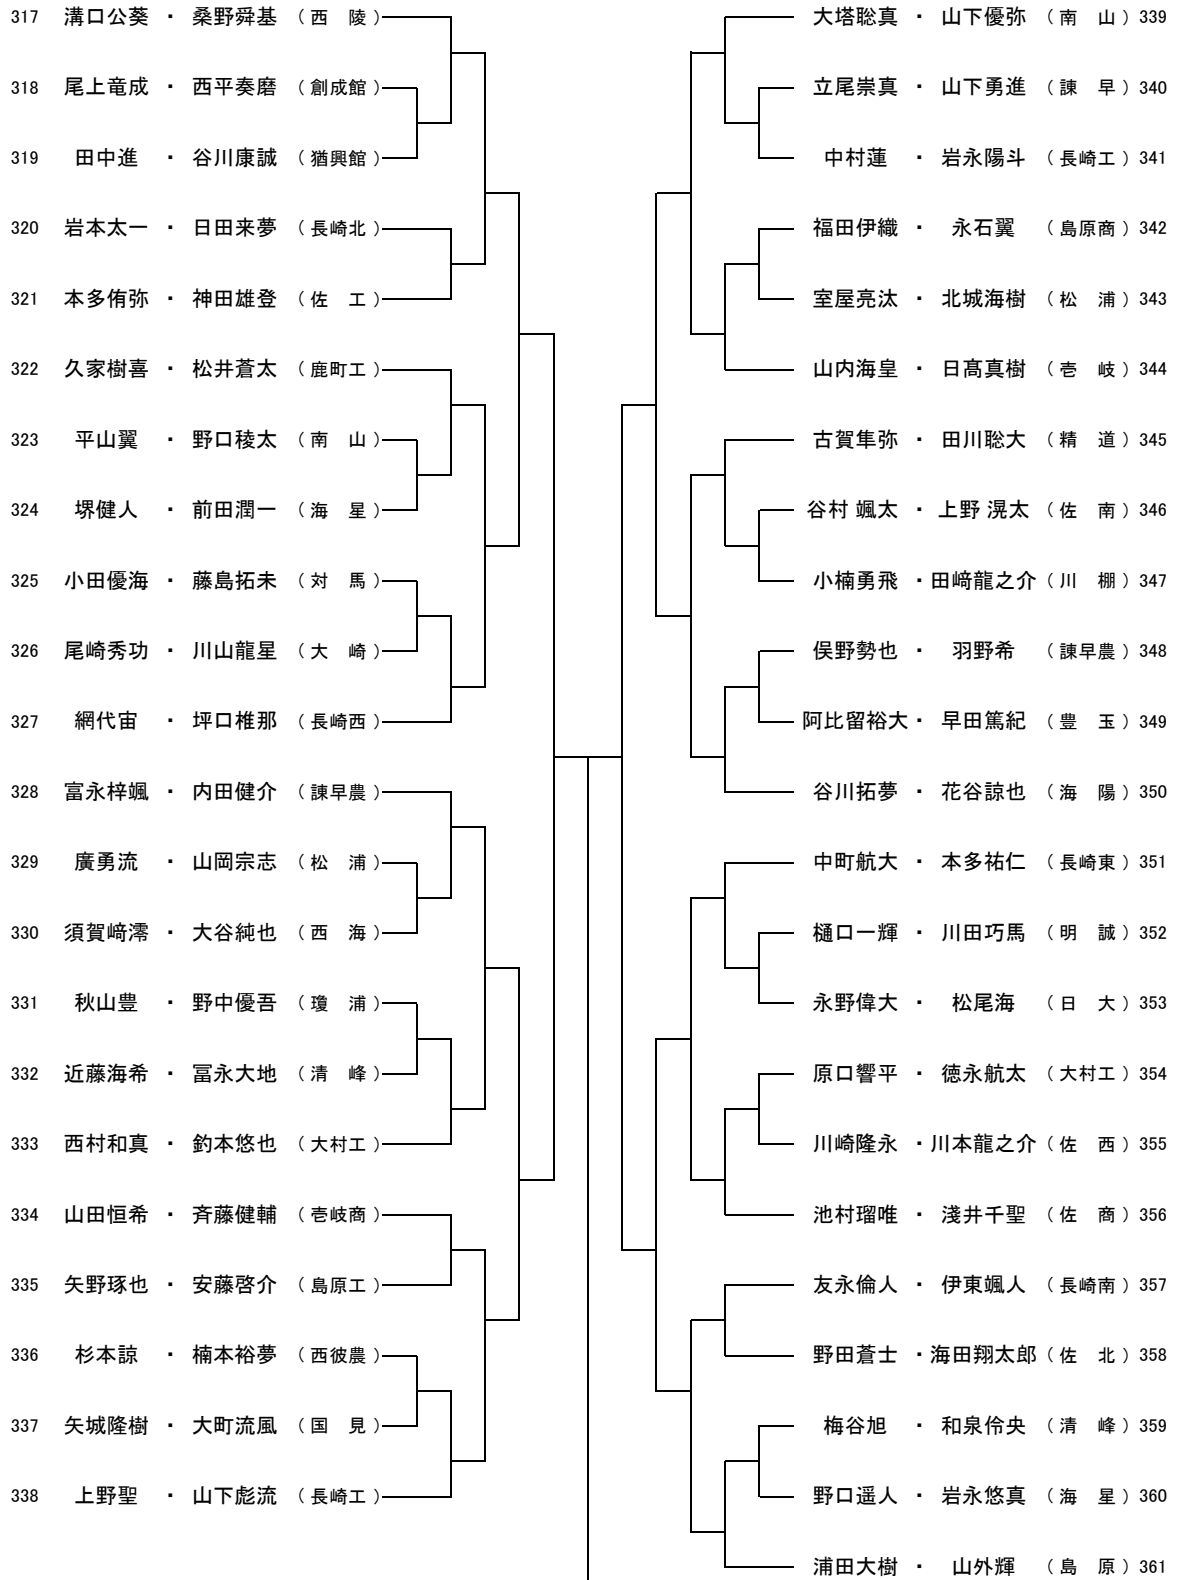 317 溝口公葵 ・ 桑野舜基 （西　陵）
318 尾上竜成 ・ 西平奏磨 （創成館）
319 田中進 ・ 谷川康誠 （猶興館）
320 岩本太一 ・ 日田来夢 （長崎北）
321 本多侑弥 ・ 神田雄登 （佐　工）
322 久家樹喜 ・ 松井蒼太 （鹿町工）
323 平山翼 ・ 野口稜太 （南　山）
324 堺健人 ・ 前田潤一 （海　星）
325 小田優海 ・ 藤島拓未 （対　馬）
326 尾崎秀功 ・ 川山龍星 （大　崎）
327 網代宙 ・ 坪口椎那 （長崎西）
328 富永梓颯 ・ 内田健介 （諫早農）
329 廣勇流 ・ 山岡宗志 （松　浦）
330 須賀﨑澪 ・ 大谷純也 （西　海）
331 秋山豊 ・ 野中優吾 （瓊　浦）
332 近藤海希 ・ 冨永大地 （清　峰）
333 西村和真 ・ 釣本悠也 （大村工）
334 山田恒希 ・ 斉藤健輔 （壱岐商）
335 矢野琢也 ・ 安藤啓介 （島原工）
336 杉本諒 ・ 楠本裕夢 （西彼農）
337 矢城隆樹 ・ 大町流風 （国　見）
338 上野聖 ・ 山下彪流 （長崎工）
大塔聡真 ・ 山下優弥 （南　山）339
立尾崇真 ・ 山下勇進 （諫　早）340
中村蓮 ・ 岩永陽斗 （長崎工）341
福田伊織 ・ 永石翼 （島原商）342
室屋亮汰 ・ 北城海樹 （松　浦）343
山内海皇 ・ 日髙真樹 （壱　岐）344
古賀隼弥 ・ 田川聡大 （精　道）345
谷村 颯太 ・ 上野 滉太 （佐　南）346
小楠勇飛 ・ 田﨑龍之介 （川　棚）347
俣野勢也 ・ 羽野希 （諫早農）348
阿比留裕大 ・ 早田篤紀 （豊　玉）349
谷川拓夢 ・ 花谷諒也 （海　陽）350
中町航大 ・ 本多祐仁 （長崎東）351
樋口一輝 ・ 川田巧馬 （明　誠）352
永野偉大 ・ 松尾海 （日　大）353
原口響平 ・ 徳永航太 （大村工）354
川崎隆永 ・ 川本龍之介 （佐　西）355
池村瑠唯 ・ 淺井千聖 （佐　商）356
友永倫人 ・ 伊東颯人 （長崎南）357
野田蒼士 ・ 海田翔太郎 （佐　北）358
梅谷旭 ・ 和泉伶央 （清　峰）359
野口遥人 ・ 岩永悠真 （海　星）360
浦田大樹 ・ 山外輝 （島　原）361